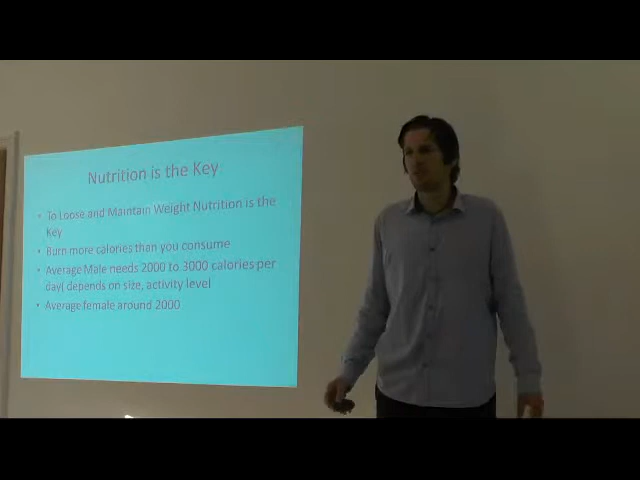 Nutrition is the Key
• To Loose and Maintain Weight Nutrition is the
Key
• Burn more calories than you consume
• Average Male needs 2000 to 3000 calories per
day( depends on size, activity level
• Average female around 2000